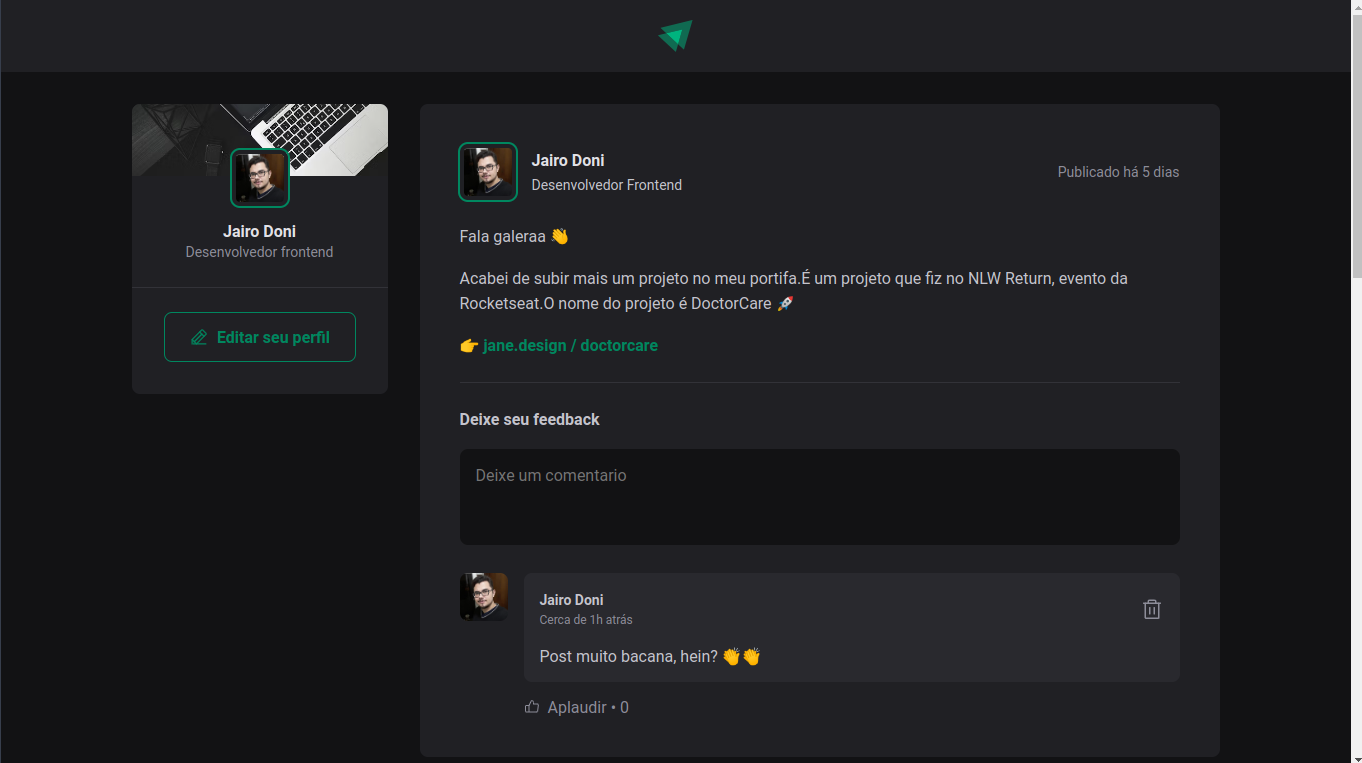 Jairo Doni
Desenvolvedor frontend
Editar seu perfil
Jairo Doni
Desenvolvedor Frontend
Publicado há 5 dias
Fala galeraa 👋
Acabei de subir mais um projeto no meu portifa.É um projeto que fiz no NLW Return, evento da
Rocketseat.O nome do projeto é DoctorCare 🚀
👉 jane.design / doctorcare
Deixe seu feedback
Deixe um comentario
Jairo Doni
Cerca de 1h atrás
Post muito bacana, hein? 👏👏
Aplaudir • 0